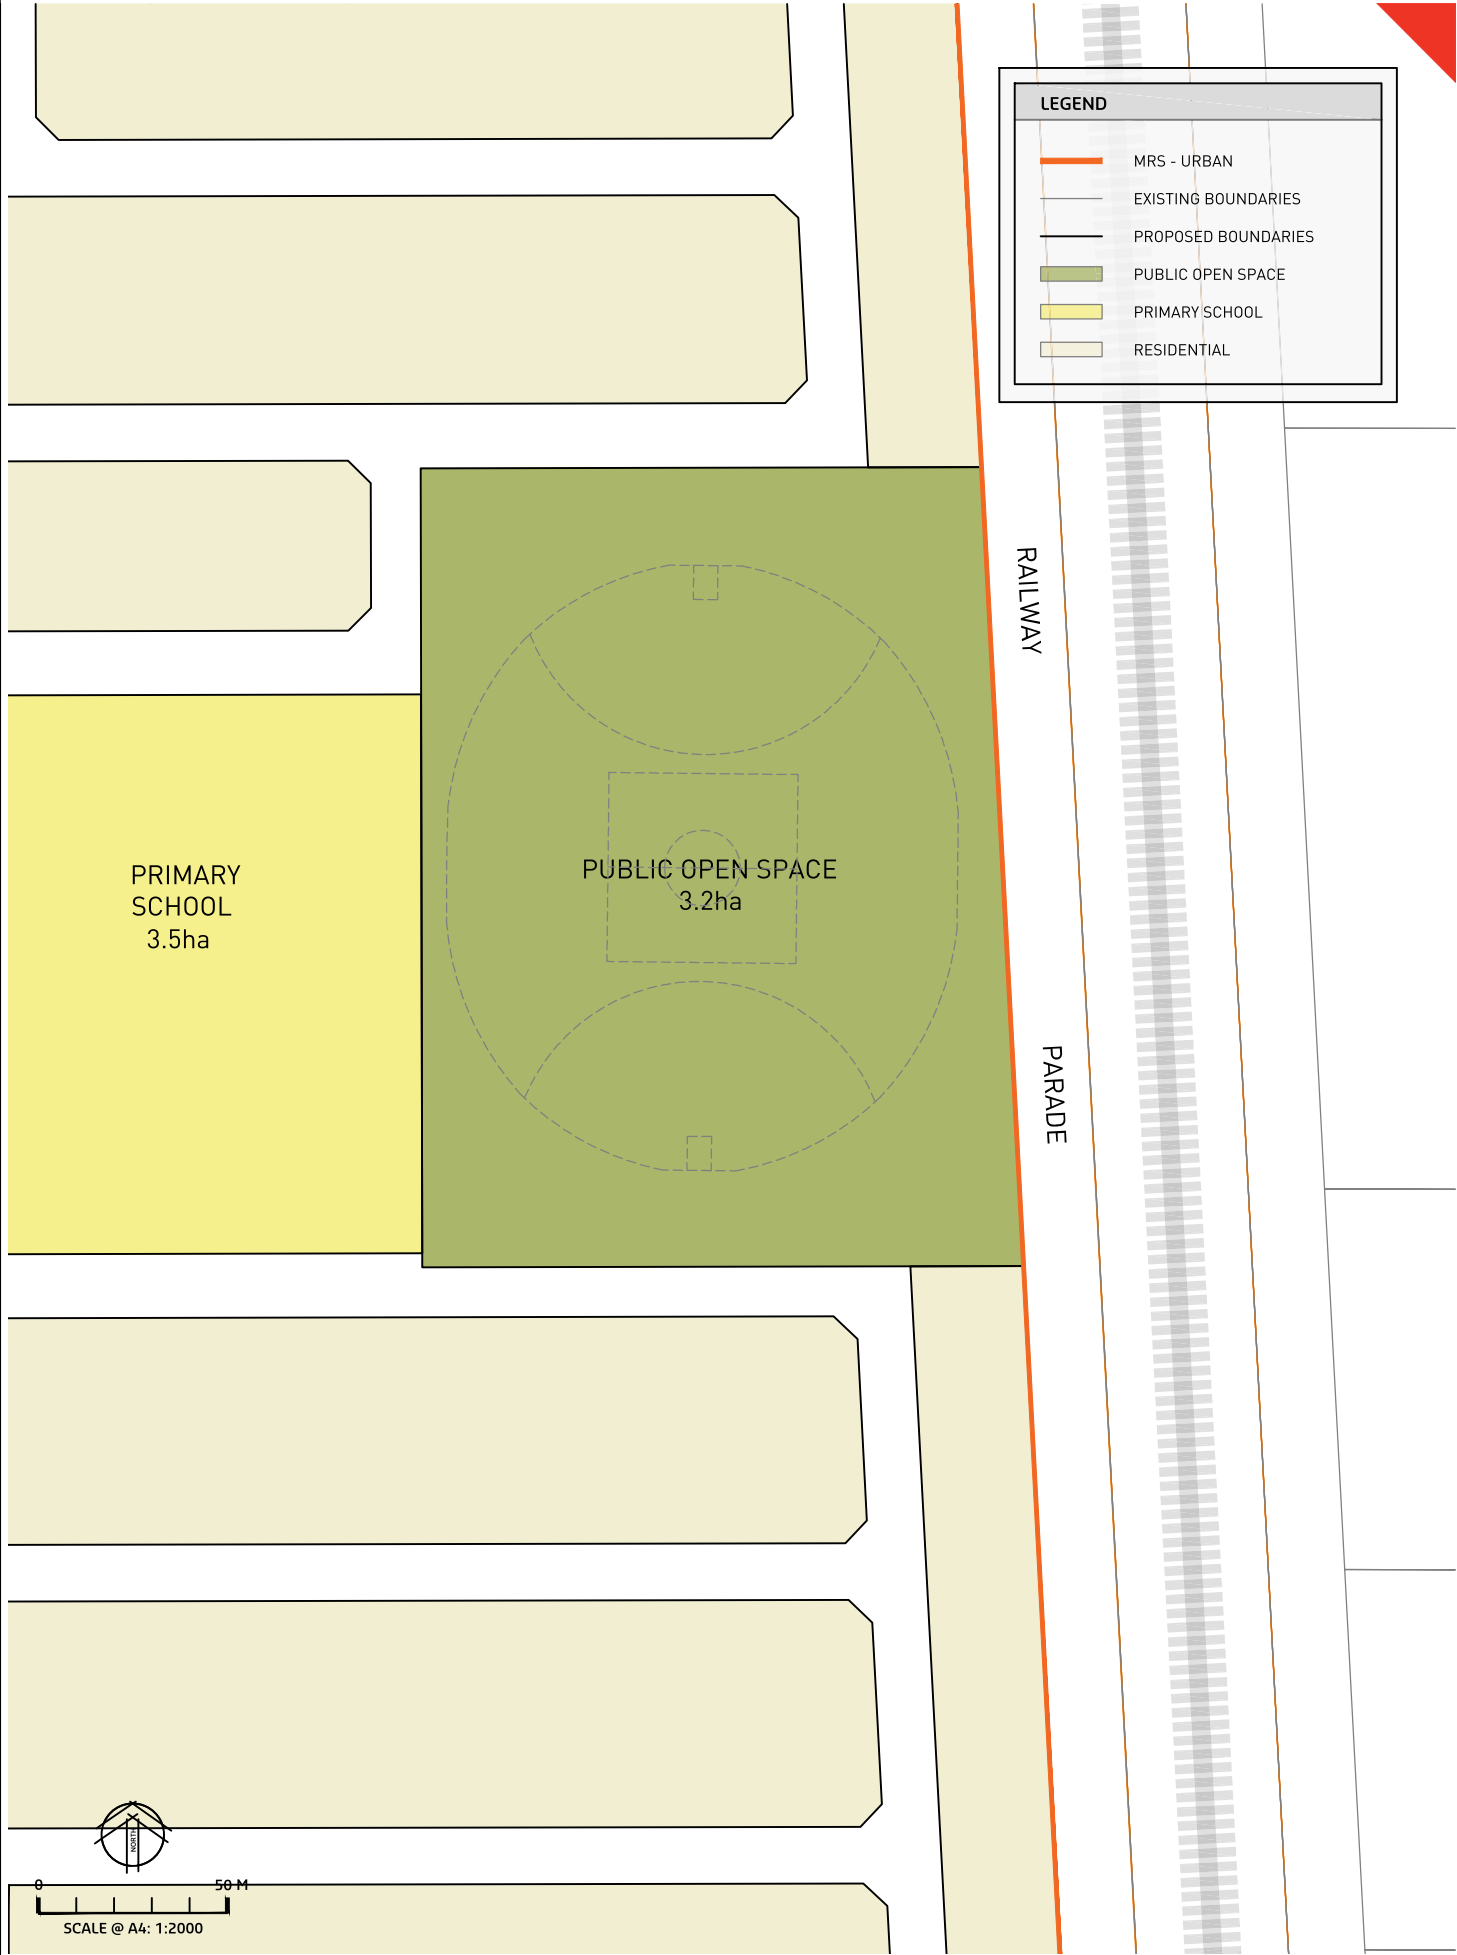 LEGEND
MRS - URBAN
EXISTING BOUNDARIES
PROPOSED BOUNDARIES
PUBLIC OPEN SPACE
PRIMARY SCHOOL
RESIDENTIAL
RAILWAY
PARADE
PRIMARY
SCHOOL
3.5ha
PUBLIC OPEN SPACE
3.2ha
NORTH
0 50 M
SCALE @ A4: 1:2000